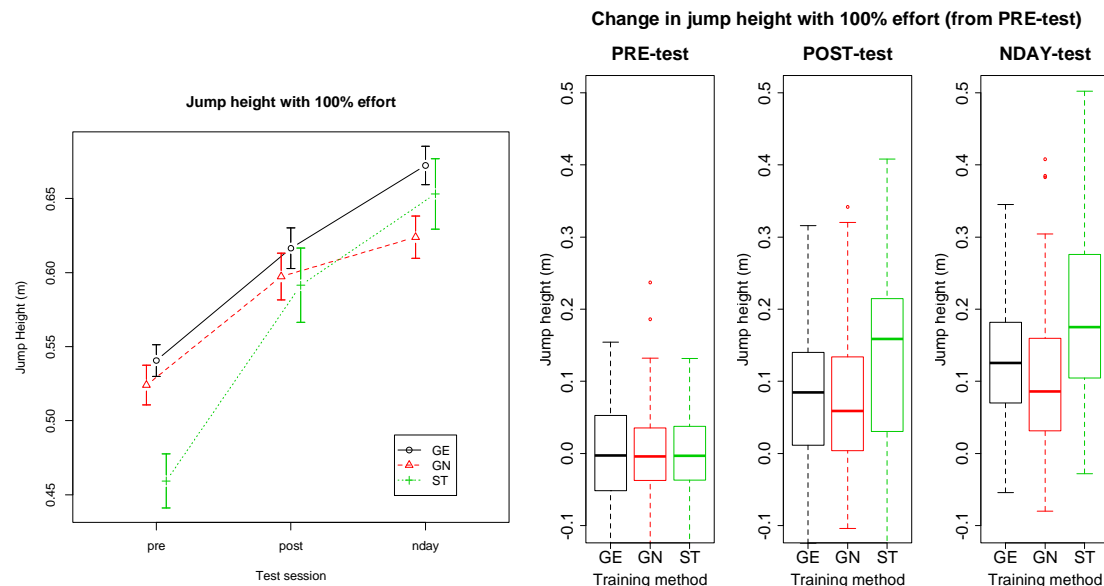 Jump height with 100% effort
Jump Height (m)
0.65
0.60
0.55
0.50
0.45
GE
GN
ST
pre
post
nday
Test session
Change in jump height with 100% effort (from PRE-test)
PRE-test
Jump height (m)
0.5
0.4
0.3
0.2
0.1
0.0
-0.1
GE GN ST
Training method
POST-test
Jump height (m)
0.5
0.4
0.3
0.2
0.1
0.0
-0.1
GE GN ST
Training method
NDAY-test
Jump height (m)
0.5
0.4
0.3
0.2
0.1
0.0
-0.1
GE GN ST
Training method